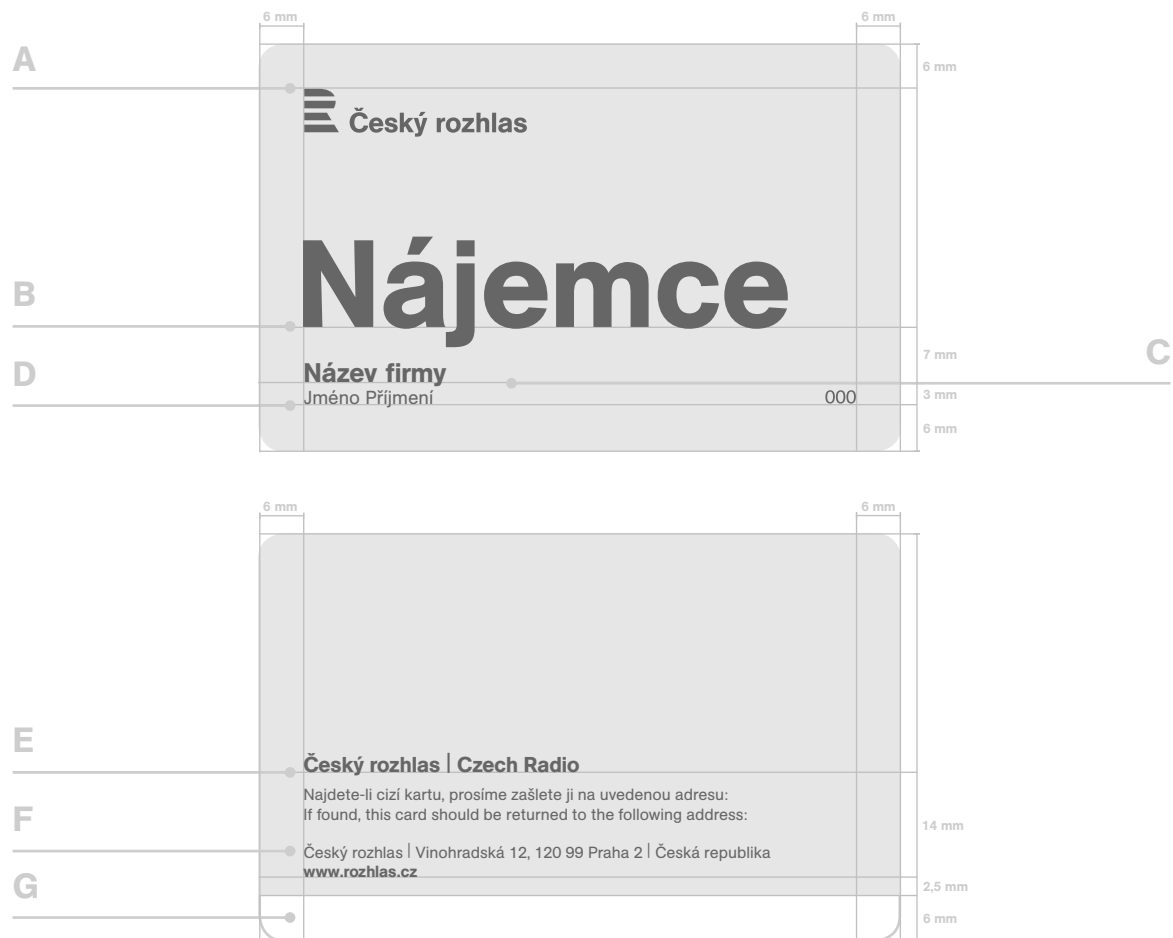 6 mm
6 mm
A
6 mm
Český rozhlas
Nájemce
B
7 mm
C
D
Název firmy
3 mm
Jméno Příjmení
000
6 mm
6 mm
6 mm
E
Český rozhlas | Czech Radio
Najdete-li cizí kartu, prosíme zašlete ji na uvedenou adresu:
If found, this card should be returned to the following address:
F
14 mm
Český rozhlas | Vinohradská 12, 120 99 Praha 2 | Česká republika
www.rozhlas.cz
G
2,5 mm
6 mm